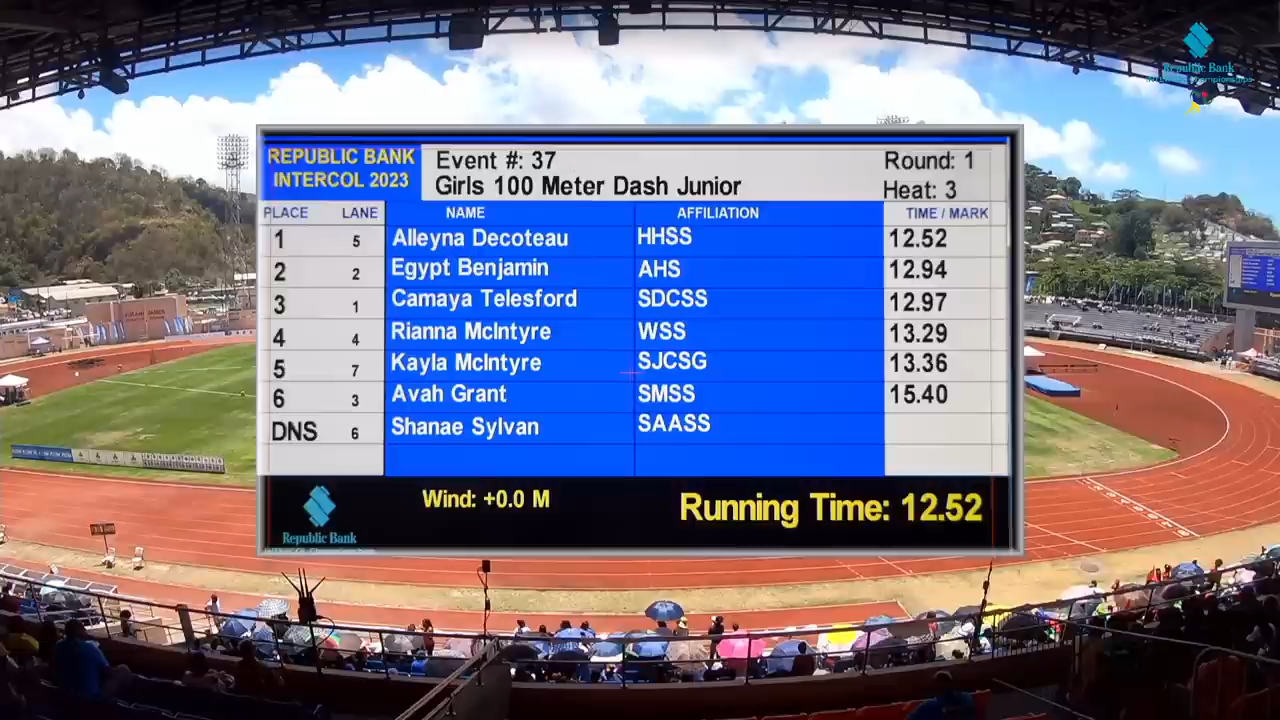 Republic Bank
REPUBLIC BANK
INTERCOL 2023
Event #: 37
Girls 100 Meter Dash Junior
Round: 1
Heat: 3
PLACE LANE NAME AFFILIATION TIME / MARK
1 5 Alleyna Decoteau HHSS 12.52
2 2 Egypt Benjamin AHS 12.94
3 1 Camaya Telesford SDCSS 12.97
4 4 Rianna McIntyre WSS 13.29
5 7 Kayla McIntyre SJCSG 13.36
6 3 Avah Grant SMSS 15.40
DNS 6 Shanae Sylvan SAASS
Wind: +0.0 M
Running Time: 12.52
Republic Bank